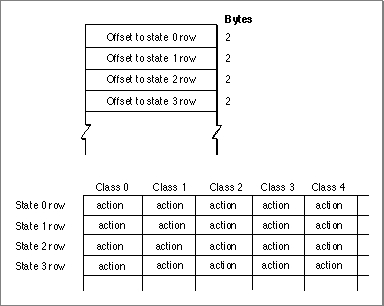 Bytes
Offset to state 0 row 2
Offset to state 1 row 2
Offset to state 2 row 2
Offset to state 3 row 2
Class 0 Class 1 Class 2 Class 3 Class 4
State 0 row action action action action action
State 1 row action action action action action
State 2 row action action action action action
State 3 row action action action action action